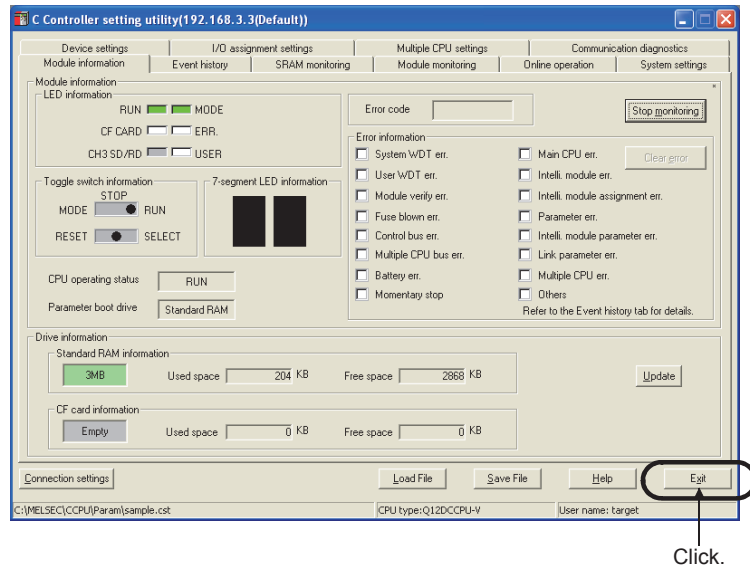 C Controller setting utility(192.168.3.3(Default))
Device settings I/O assignment settings Multiple CPU settings Communication diagnostics
Module information Event history SRAM monitoring Module monitoring Online operation System settings
Module information
LED information
RUN MODE
CF CARD ERR.
CH3 SD/RD USER
Error code
Stop monitoring
Error information
System WDT err. Main CPU err.
Clear error
User WDT err. Intelli. module err.
Module verify err. Intelli. module assignment err.
Fuse blown err. Parameter err.
Control bus err. Intelli. module parameter err.
Multiple CPU bus err. Link parameter err.
Battery err. Multiple CPU err.
Momentary stop Others
Refer to the Event history tab for details.
Toggle switch information
STOP
MODE RUN
RESET SELECT
7-segment LED information
CPU operating status RUN
Parameter boot drive Standard RAM
Drive information
Standard RAM information
3MB Used space 204 KB Free space 2868 KB
Update
CF card information
Empty Used space 0 KB Free space 0 KB
Connection settings Load File Save File Help Exit
C:\MELSEC\CCPU\Param\sample.cst CPU type:Q12DCCPU-V User name: target
Click.